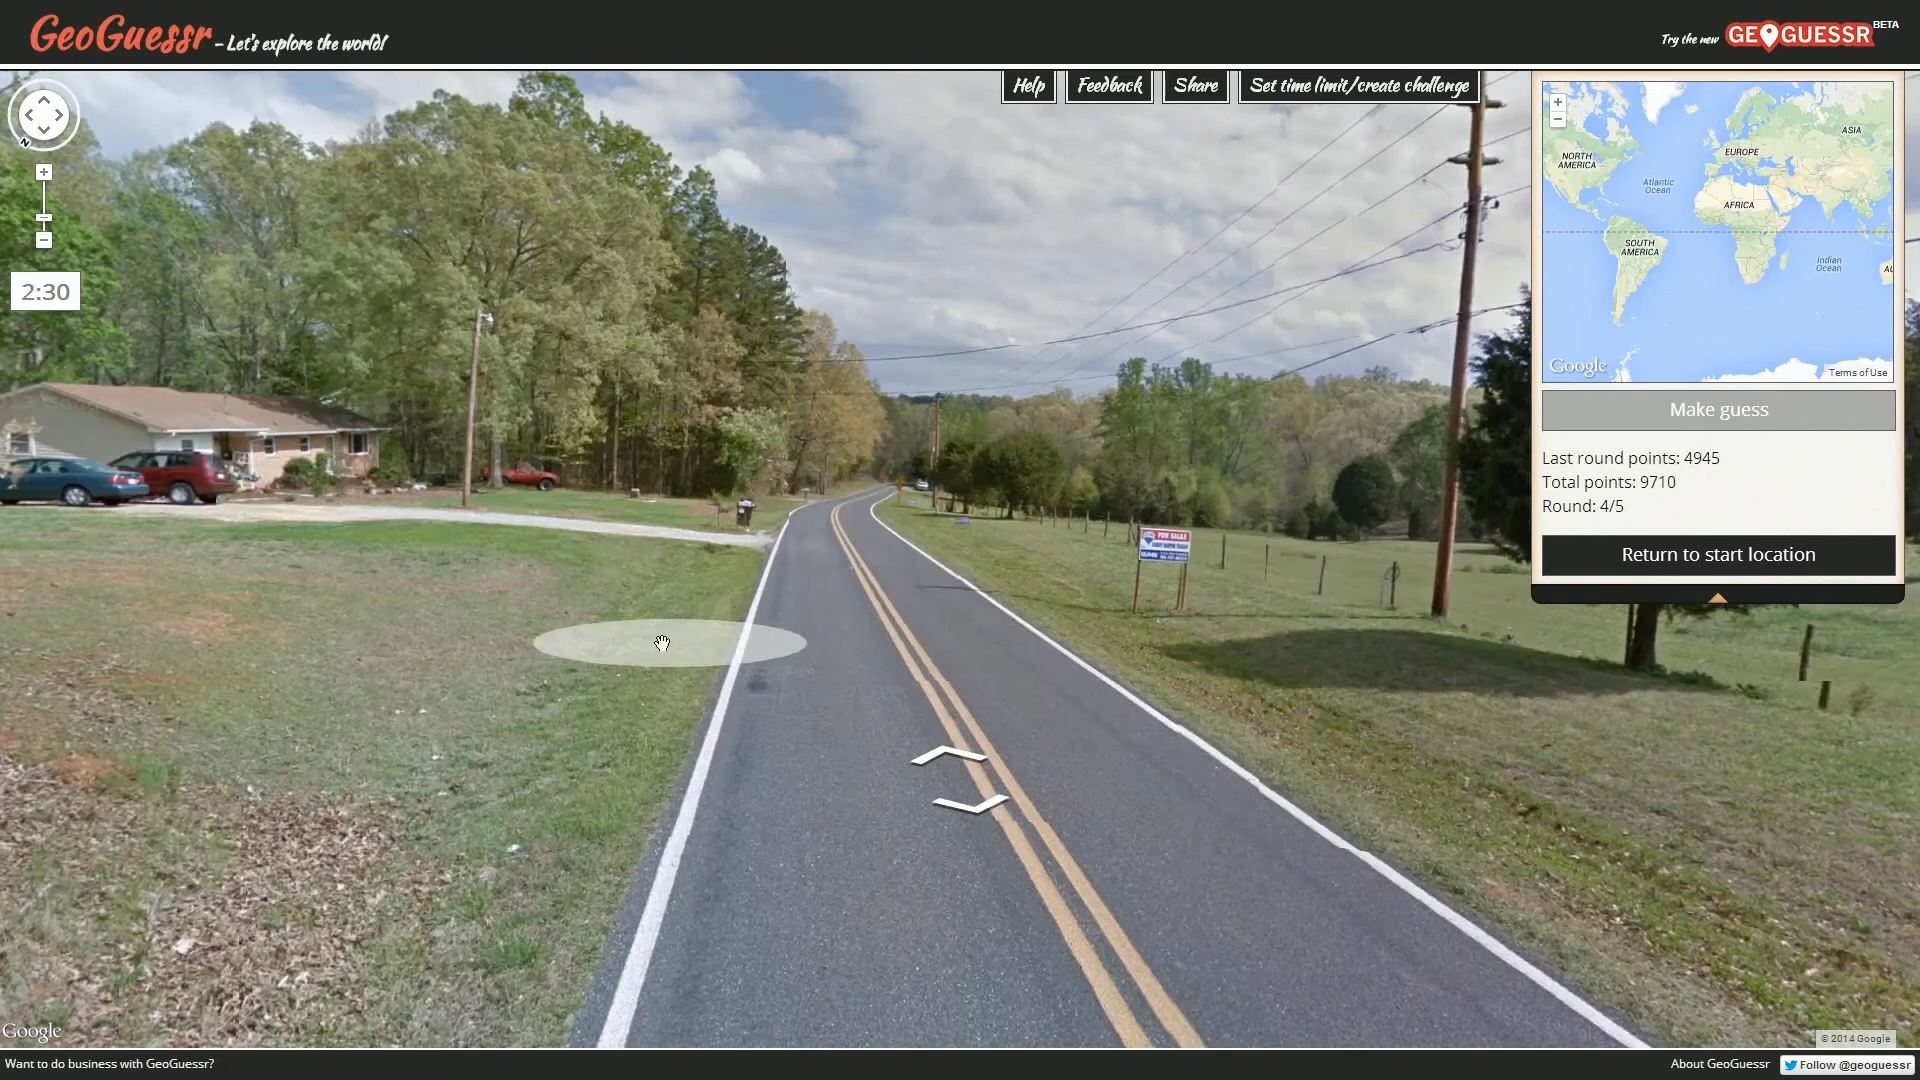 GeoGuessr - Let's explore the world!
Try the new GEOGUESSR BETA
Help
Feedback
Share
Set time limit/create challenge
N
2:30
NORTH
AMERICA
ASIA
EUROPE
Atlantic
Ocean
AFRICA
SOUTH
AMERICA
Indian
Ocean
AU
Google
Terms of Use
Make guess
Last round points: 4945
Total points: 9710
Round: 4/5
Return to start location
FOR SALE
Google
© 2014 Google
Want to do business with GeoGuessr?
About GeoGuessr
Follow @geoguessr